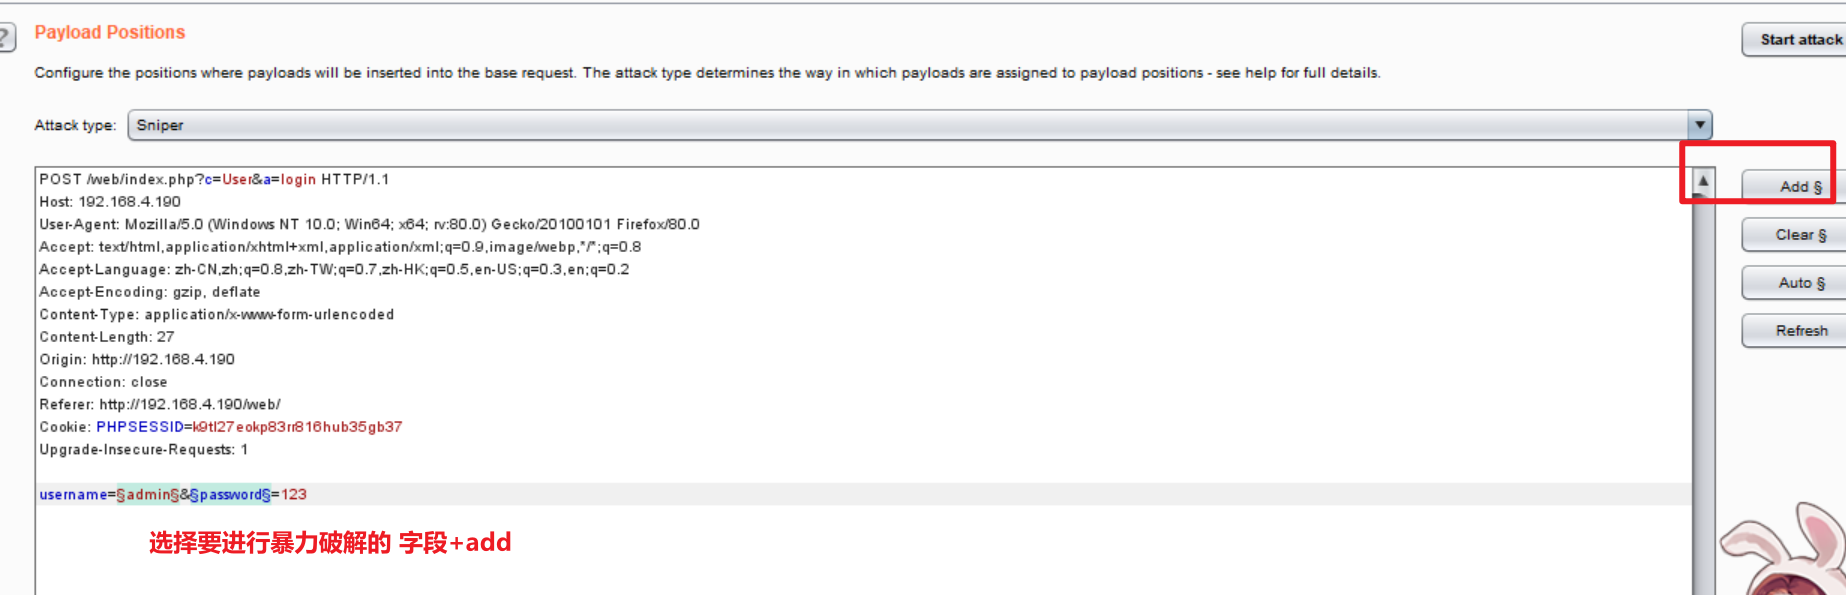 ?
Payload Positions
Start attack
Configure the positions where payloads will be inserted into the base request. The attack type determines the way in which payloads are assigned to payload positions - see help for full details.
Attack type: Sniper
POST /web/index.php?c=User&a=login HTTP/1.1
Host: 192.168.4.190
User-Agent: Mozilla/5.0 (Windows NT 10.0; Win64; x64; rv:80.0) Gecko/20100101 Firefox/80.0
Accept: text/html,application/xhtml+xml,application/xml;q=0.9,image/webp,*/*;q=0.8
Accept-Language: zh-CN,zh;q=0.8,zh-TW;q=0.7,zh-HK;q=0.5,en-US;q=0.3,en;q=0.2
Accept-Encoding: gzip, deflate
Content-Type: application/x-www-form-urlencoded
Content-Length: 27
Origin: http://192.168.4.190
Connection: close
Referer: http://192.168.4.190/web/
Cookie: PHPSESSID=k9tl27eokp83rr816hub35gb37
Upgrade-Insecure-Requests: 1
username=§admin§&§password§=123
选择要进行暴力破解的 字段+add
Add §
Clear §
Auto §
Refresh